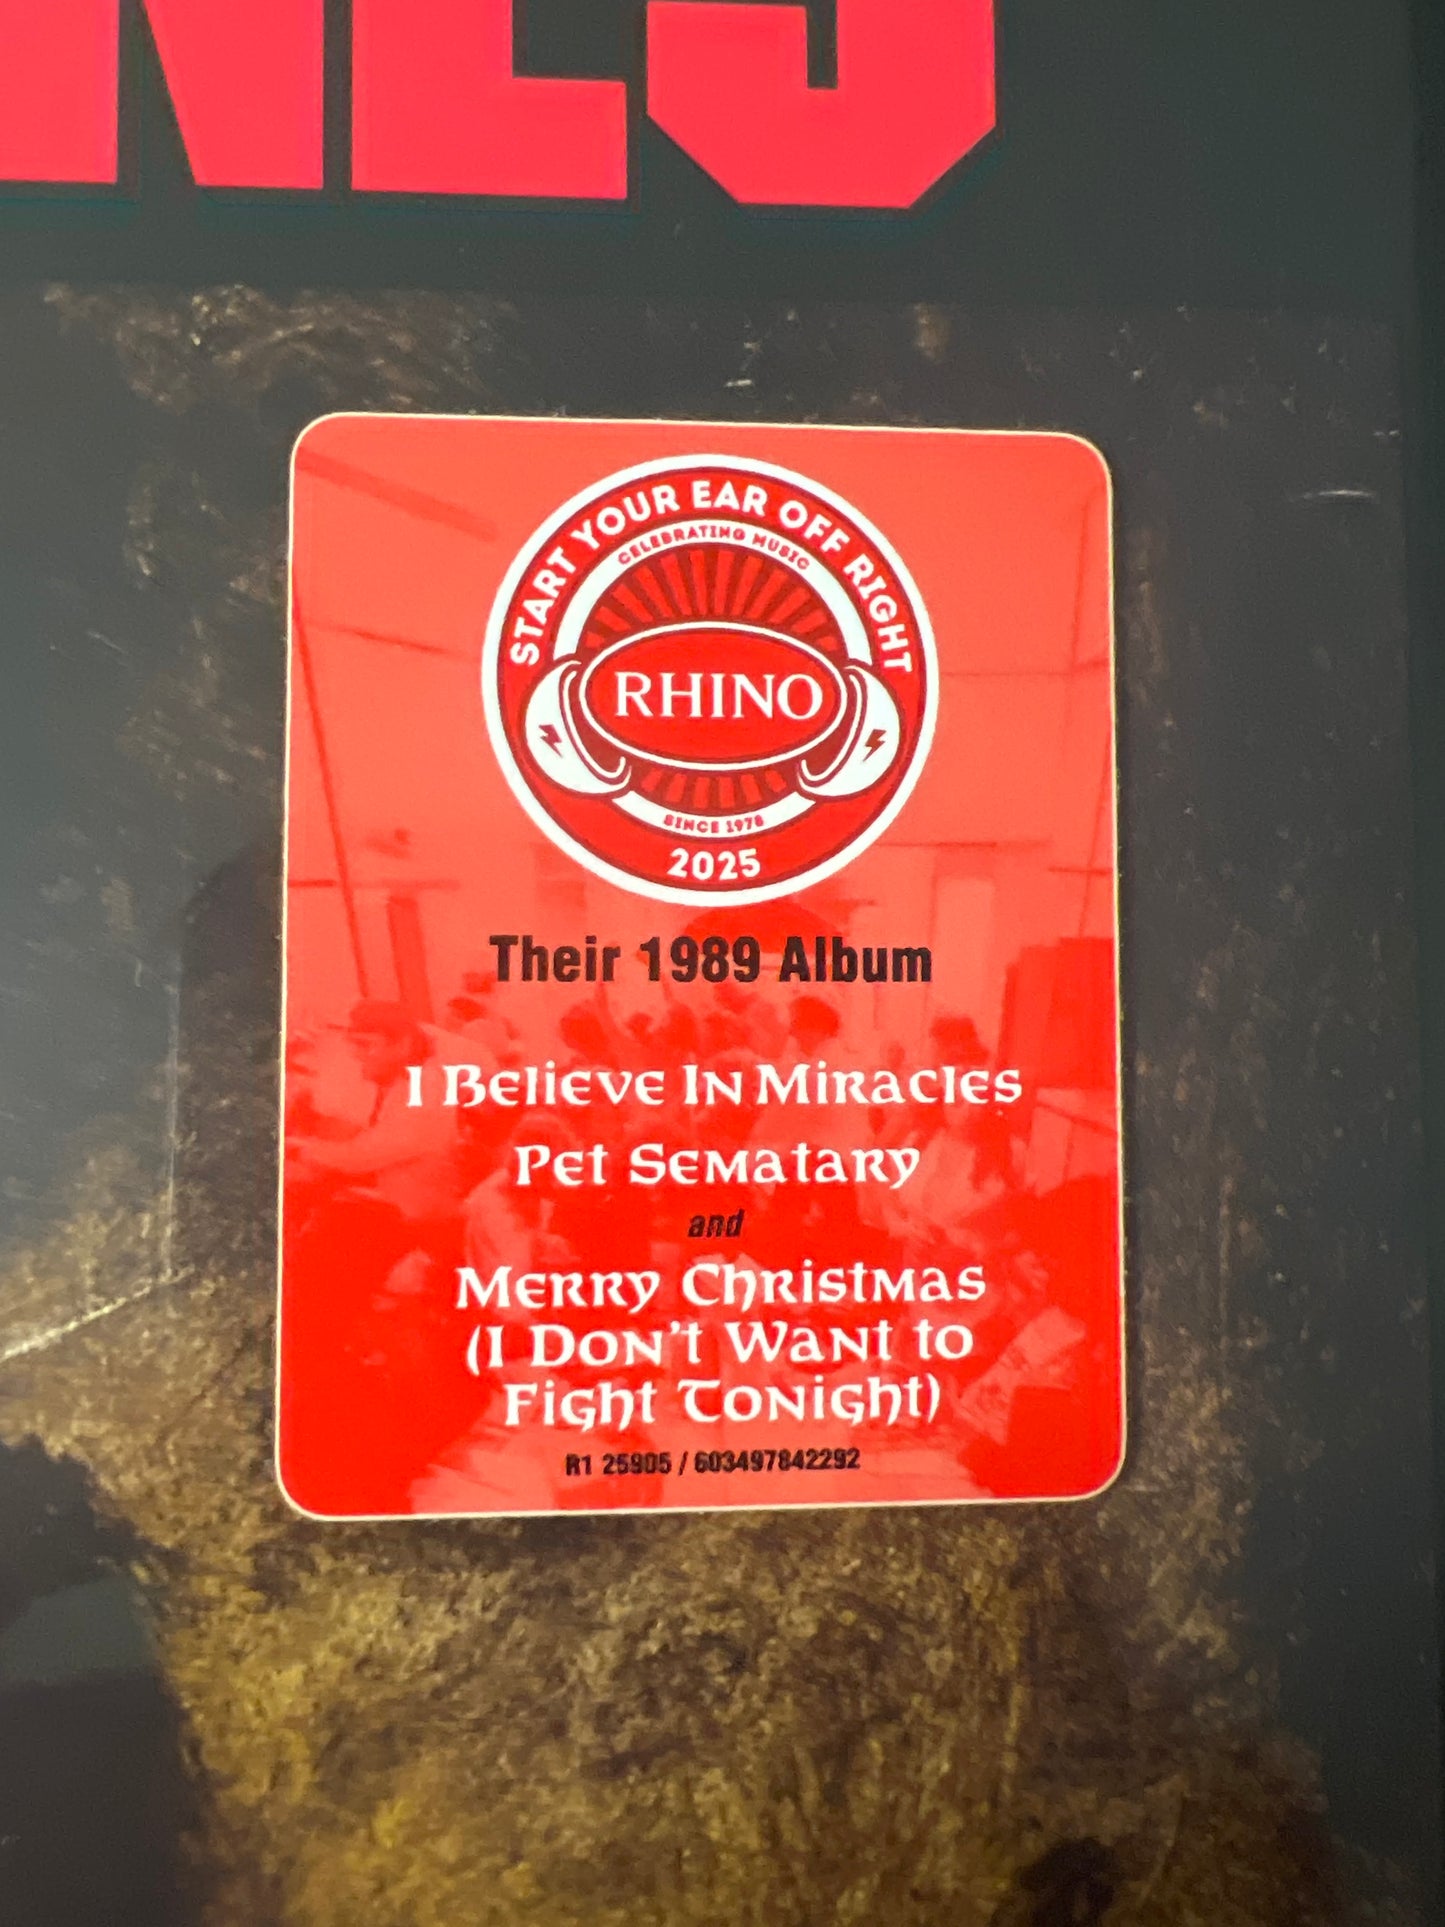 NES
START YOUR EAR OFF RIGHT
CELEBRATING MUSIC
RHINO
SINCE 1978
2025
Their 1989 Album
I Believe In Miracles
Pet Sematary
and
Merry Christmas
(I Don't Want to
Fight Tonight)
R1 25905 / 603497842292